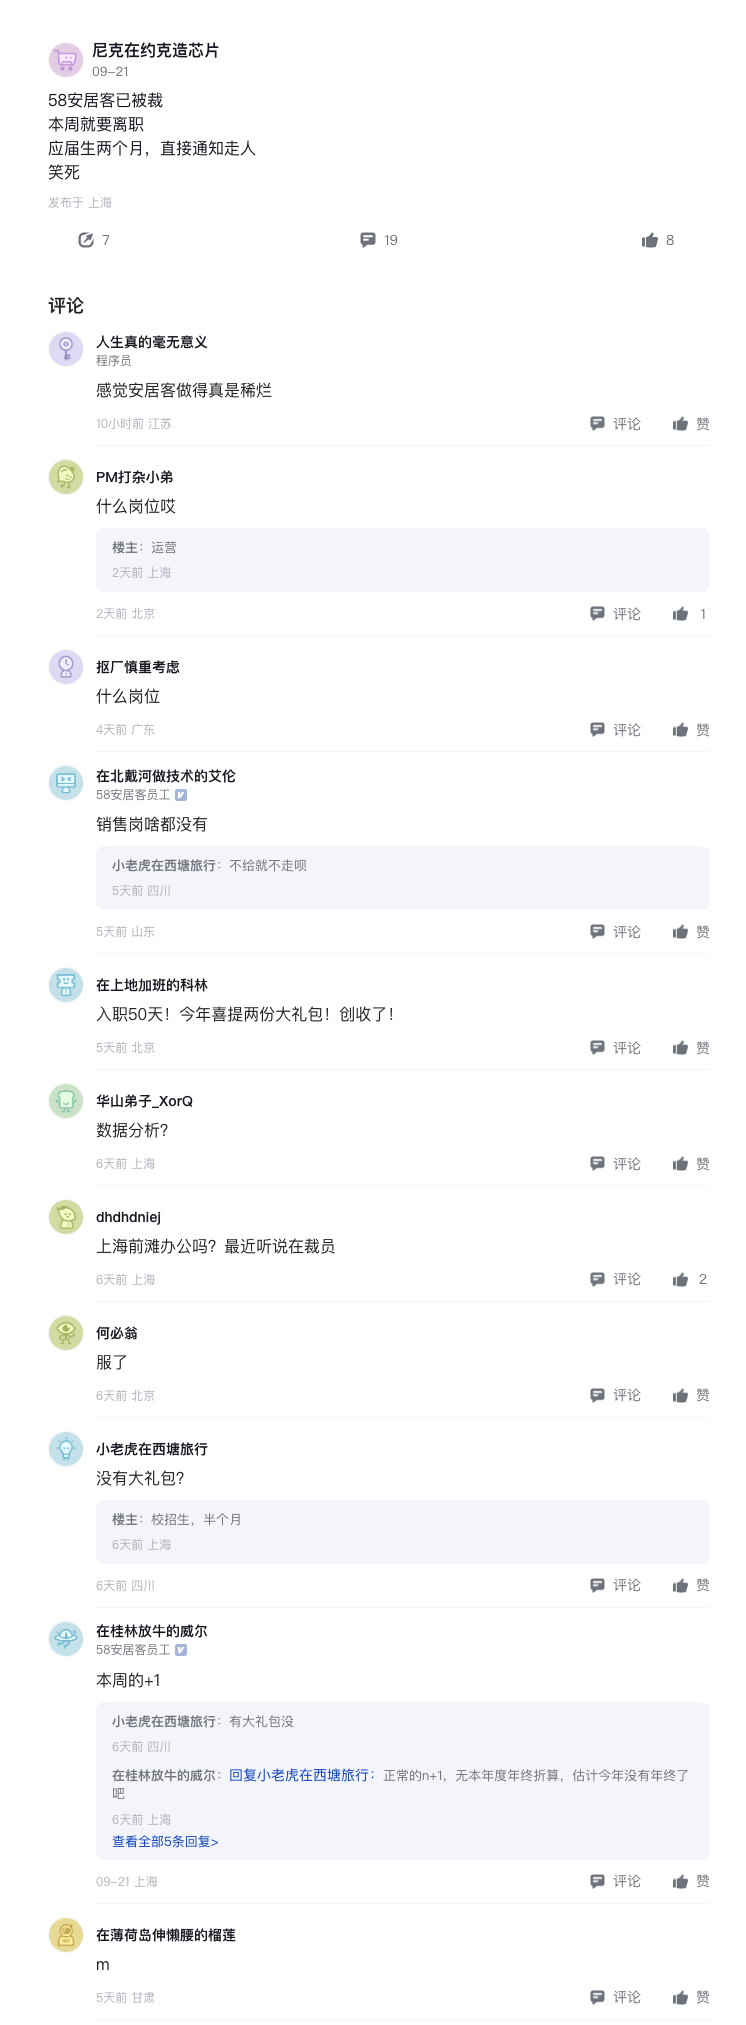 尼克在约克造芯片
09-21
58安居客已被裁
本周就要离职
应届生两个月，直接通知走人
笑死
发布于 上海
7
19
8
评论
人生真的毫无意义
程序员
感觉安居客做得真是稀烂
10小时前 江苏
评论
赞
PM打杂小弟
什么岗位哎
楼主：运营
2天前 上海
2天前 北京
评论
1
抠厂慎重考虑
什么岗位
4天前 广东
评论
赞
在北戴河做技术的艾伦
58安居客员工
销售岗啥都没有
小老虎在西塘旅行：不给就不走呗
5天前 四川
5天前 山东
评论
赞
在上地加班的科林
入职50天！今年喜提两份大礼包！创收了！
5天前 北京
评论
赞
华山弟子_XorQ
数据分析？
6天前 上海
评论
赞
dhdhdniej
上海前滩办公吗？最近听说在裁员
6天前 上海
评论
2
何必翁
服了
6天前 北京
评论
赞
小老虎在西塘旅行
没有大礼包？
楼主：校招生，半个月
6天前 上海
6天前 四川
评论
赞
在桂林放牛的威尔
58安居客员工
本周的+1
小老虎在西塘旅行：有大礼包没
6天前 四川
在桂林放牛的威尔：回复小老虎在西塘旅行：正常的n+1，无本年度年终折算，估计今年没有年终了
吧
6天前 上海
查看全部5条回复>
09-21 上海
评论
赞
在薄荷岛伸懒腰的榴莲
m
5天前 甘肃
评论
赞